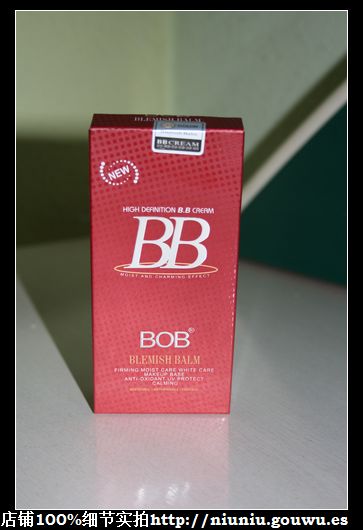 BLEMISH BALM
Blemish Balm
BB CREAM
NEW
HIGH DEFINITION B.B CREAM
BB
MOIST AND CHARMING EFFECT
BOB®
BLEMISH BALM
FIRMING MOIST CARE WHITE CARE
MAKEUP BASE
ANTI-OXIDANT UV PROTECT
CALMING
店铺100%细节实拍http://niuniu.gouwu.es